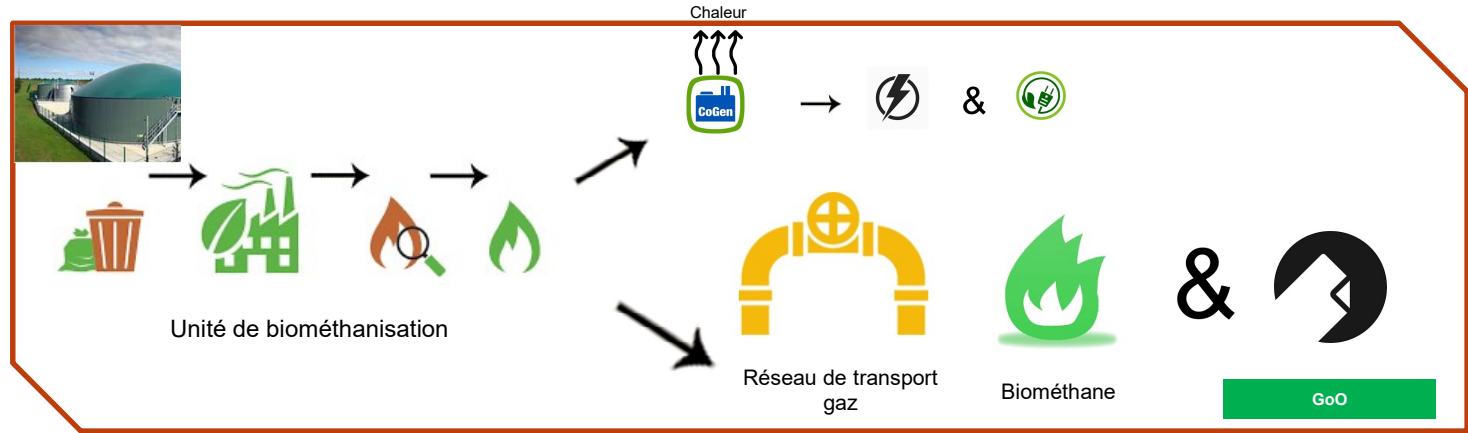 Chaleur
CoGen
&
Unité de biométhanisation
&
Réseau de transport
gaz
Biométhane
GoO